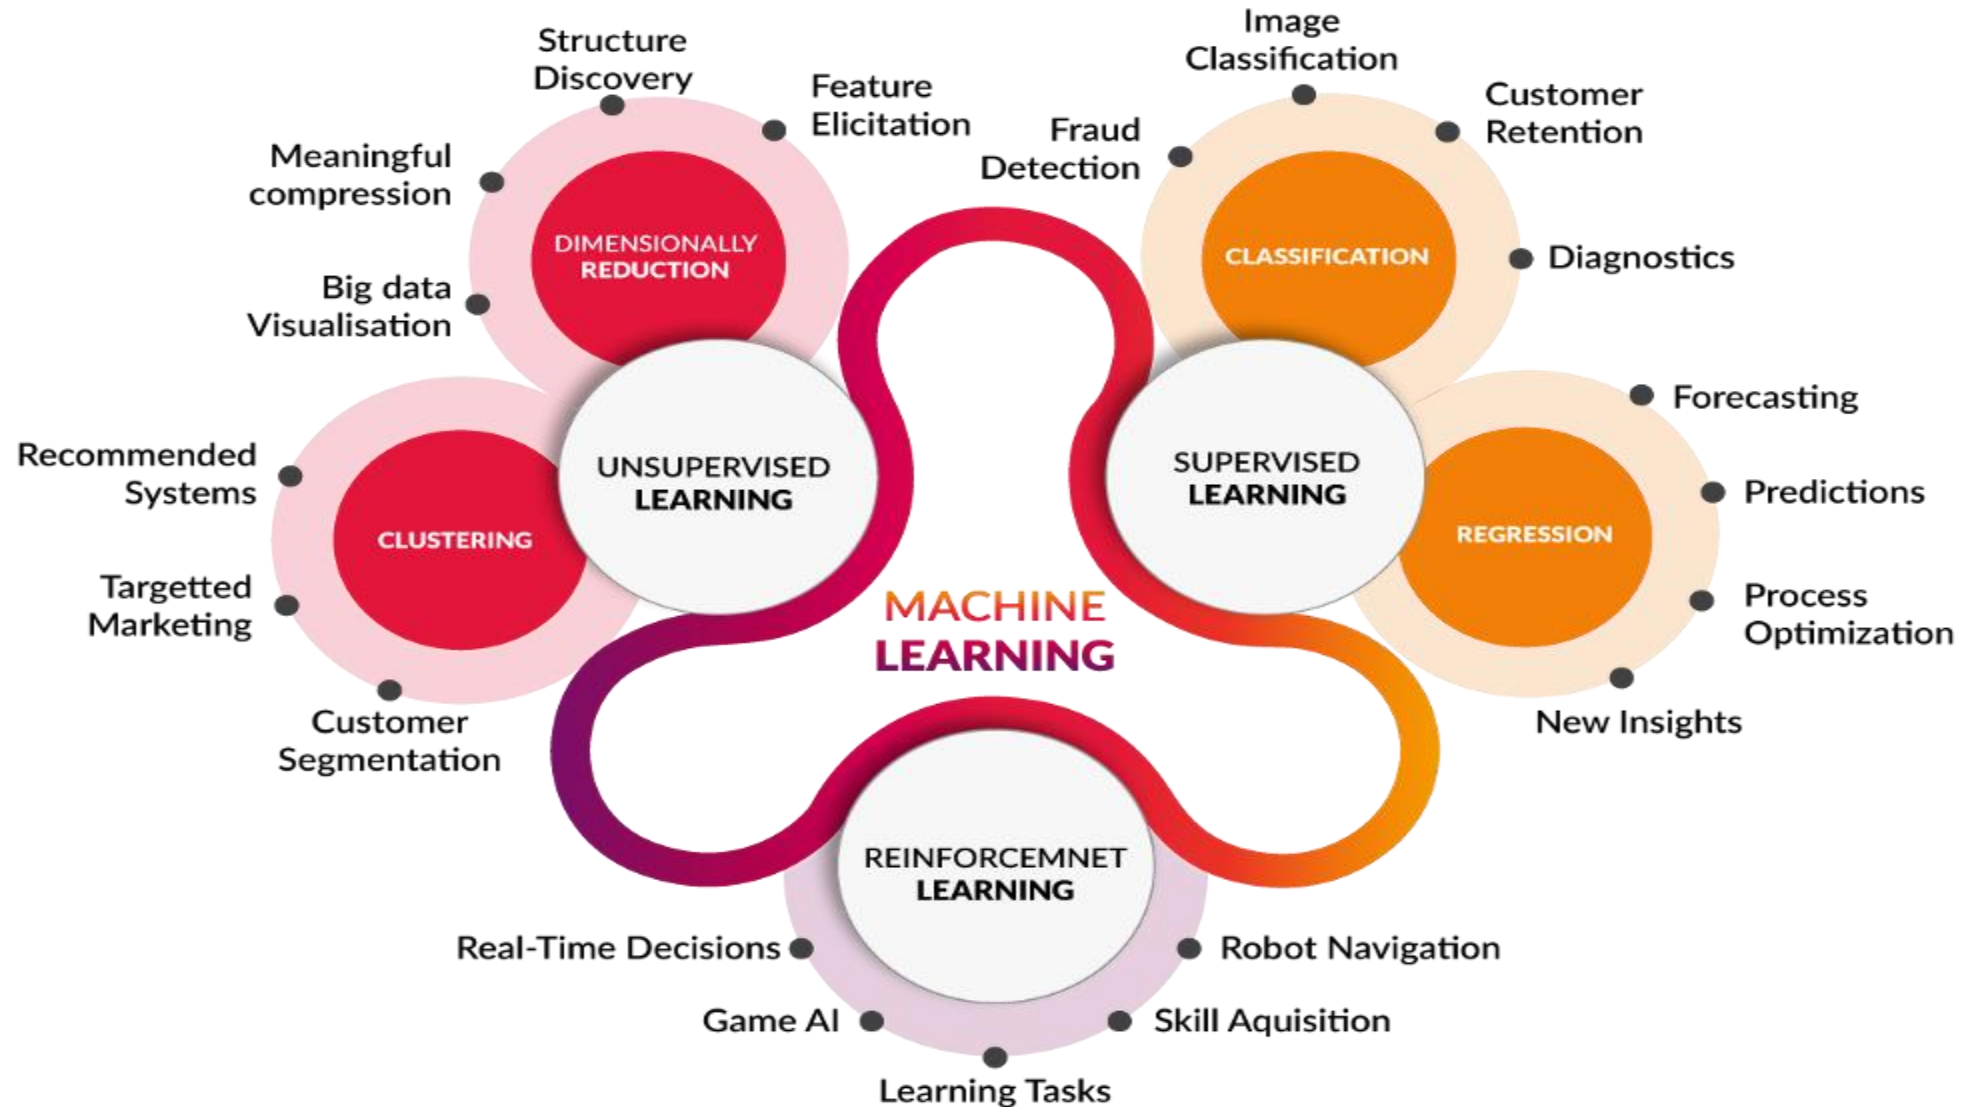 Structure
Discovery
Feature
Elicitation
Meaningful
compression
Big data
Visualisation
DIMENSIONALLY
REDUCTION
Recommended
Systems
Targetted
Marketing
Customer
Segmentation
CLUSTERING
UNSUPERVISED
LEARNING
Image
Classification
Fraud
Detection
Customer
Retention
Diagnostics
CLASSIFICATION
SUPERVISED
LEARNING
Forecasting
Predictions
Process
Optimization
New Insights
REGRESSION
MACHINE
LEARNING
REINFORCEMNET
LEARNING
Real-Time Decisions
Game AI
Learning Tasks
Skill Aquisition
Robot Navigation